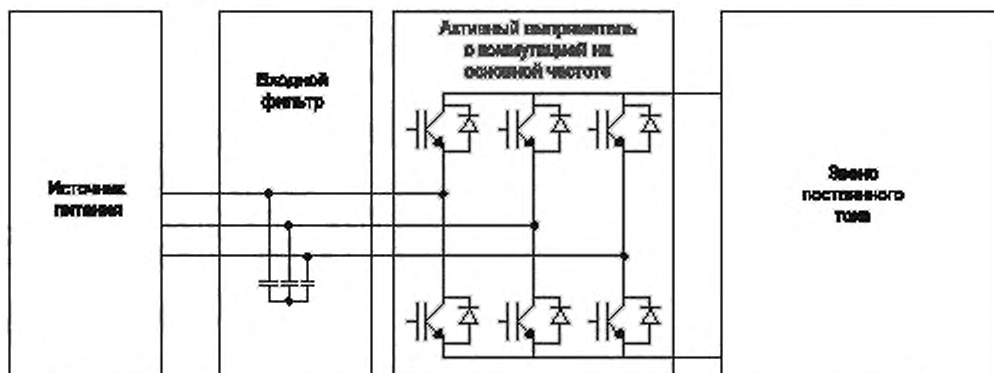 Источник
питания
Входной
фильтр
Активный выпрямитель
с коммутацией на
основной частоте
Звено
постоянного
тока